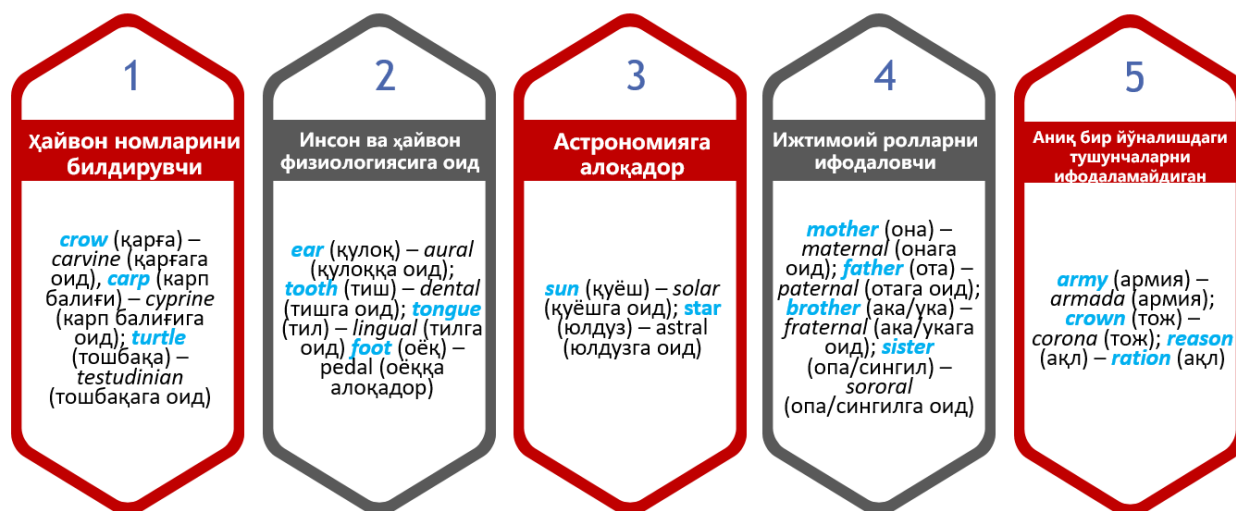 1
Ҳайвон номларини
билдирувчи
crow (қарға) –
carvine (қарғага
оид), carp (карп
балиғи) – cyprine
(карп балиғига
оид); turtle
(тошбақа) –
testudinian
(тошбақага оид)
2
Инсон ва ҳайвон
физиологиясига оид
ear (қулоқ) – aural
(қулоққа оид);
tooth (тиш) – dental
(тишга оид); tongue
(тил) – lingual (тилга
оид) foot (оёқ) –
pedal (оёққа
алоқадор)
3
Астрономияга
алоқадор
sun (қуёш) – solar
(қуёшга оид); star
(юлдуз) – astral
(юлдузга оид)
4
Ижтимоий ролларни
ифодаловчи
mother (она) –
maternal (онага
оид); father (ота) –
paternal (отага оид);
brother (ака/ука) –
fraternal (ака/укага
оид); sister
(опа/сингил) –
sororal
(опа/сингилга оид)
5
Аниқ бир йўналишдаги
тушунчаларни
ифодаламайдиган
army (армия) –
armada (армия);
crown (тож) –
corona (тож); reason
(ақл) – ration (ақл)